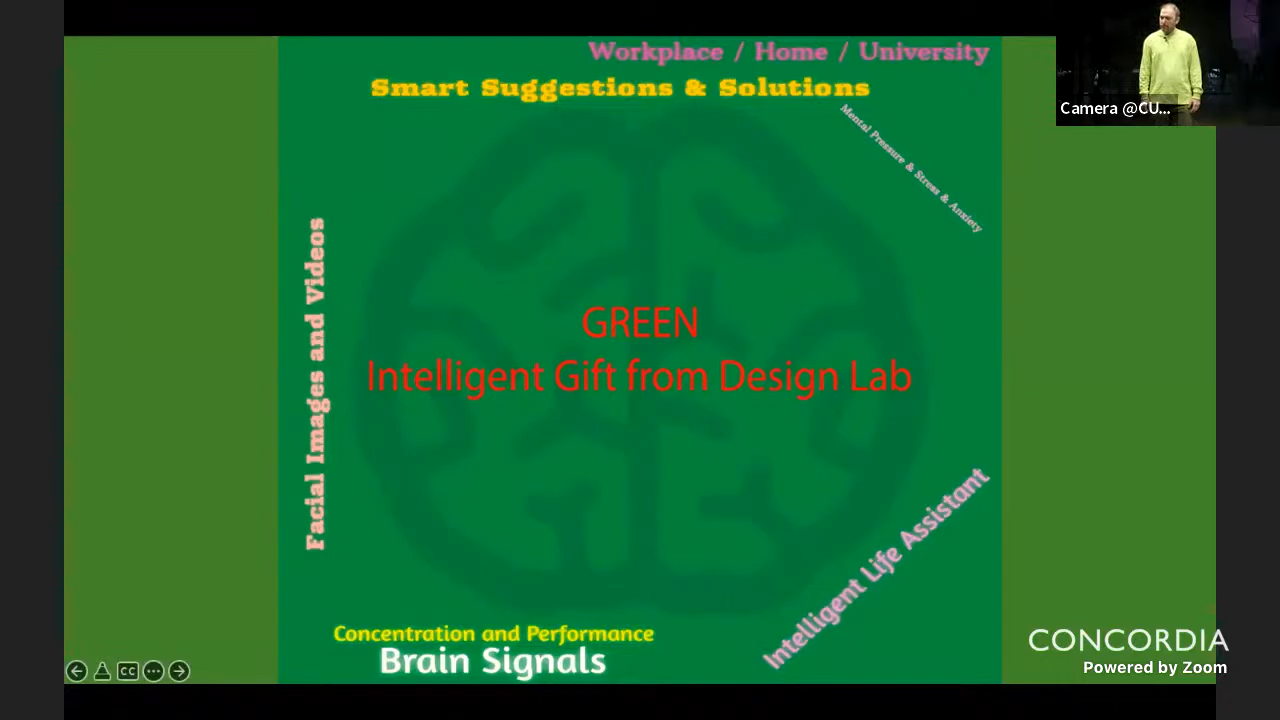 Workplace / Home / University
Smart Suggestions & Solutions
Mental Pressure & Stress & Anxiety
Camera @CU...
Facial Images and Videos
GREEN
Intelligent Gift from Design Lab
Intelligent Life Assistant
Concentration and Performance
Brain Signals
CC
CONCORDIA
Powered by Zoom